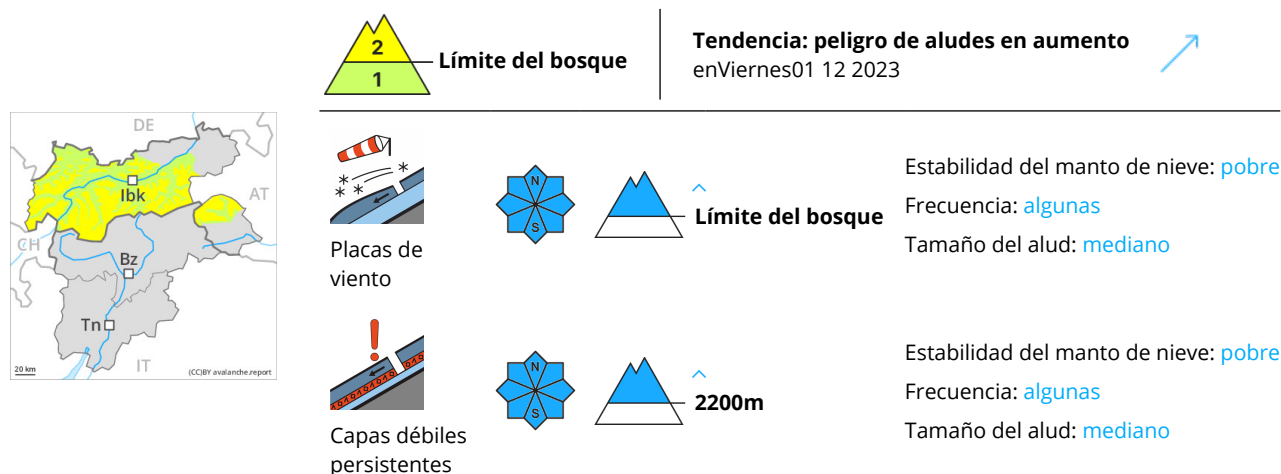 2
1
Límite del bosque
Tendencia: peligro de aludes en aumento
enViernes01 12 2023
DE
Ibk
AT
CH
Bz
Tn
IT
20 km
(CC)BY avalanche.report
Placas de
viento
N
S
Límite del bosque
Estabilidad del manto de nieve: pobre
Frecuencia: algunas
Tamaño del alud: mediano
Capas débiles
persistentes
N
S
2200m
Estabilidad del manto de nieve: pobre
Frecuencia: algunas
Tamaño del alud: mediano